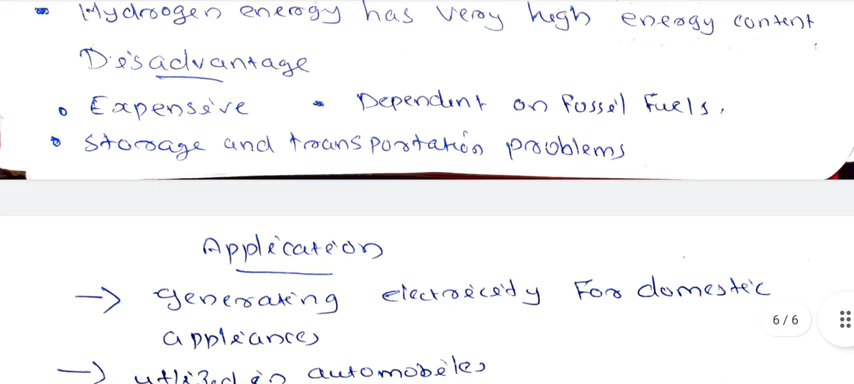 Hydrogen energy has very high energy content
Disadvantage
Expensive • Dependent on fossil Fuels.
• Storage and transportation problems
Application
→ generating electricity For domestic
appliances
→ utlized in automobiles
6 / 6